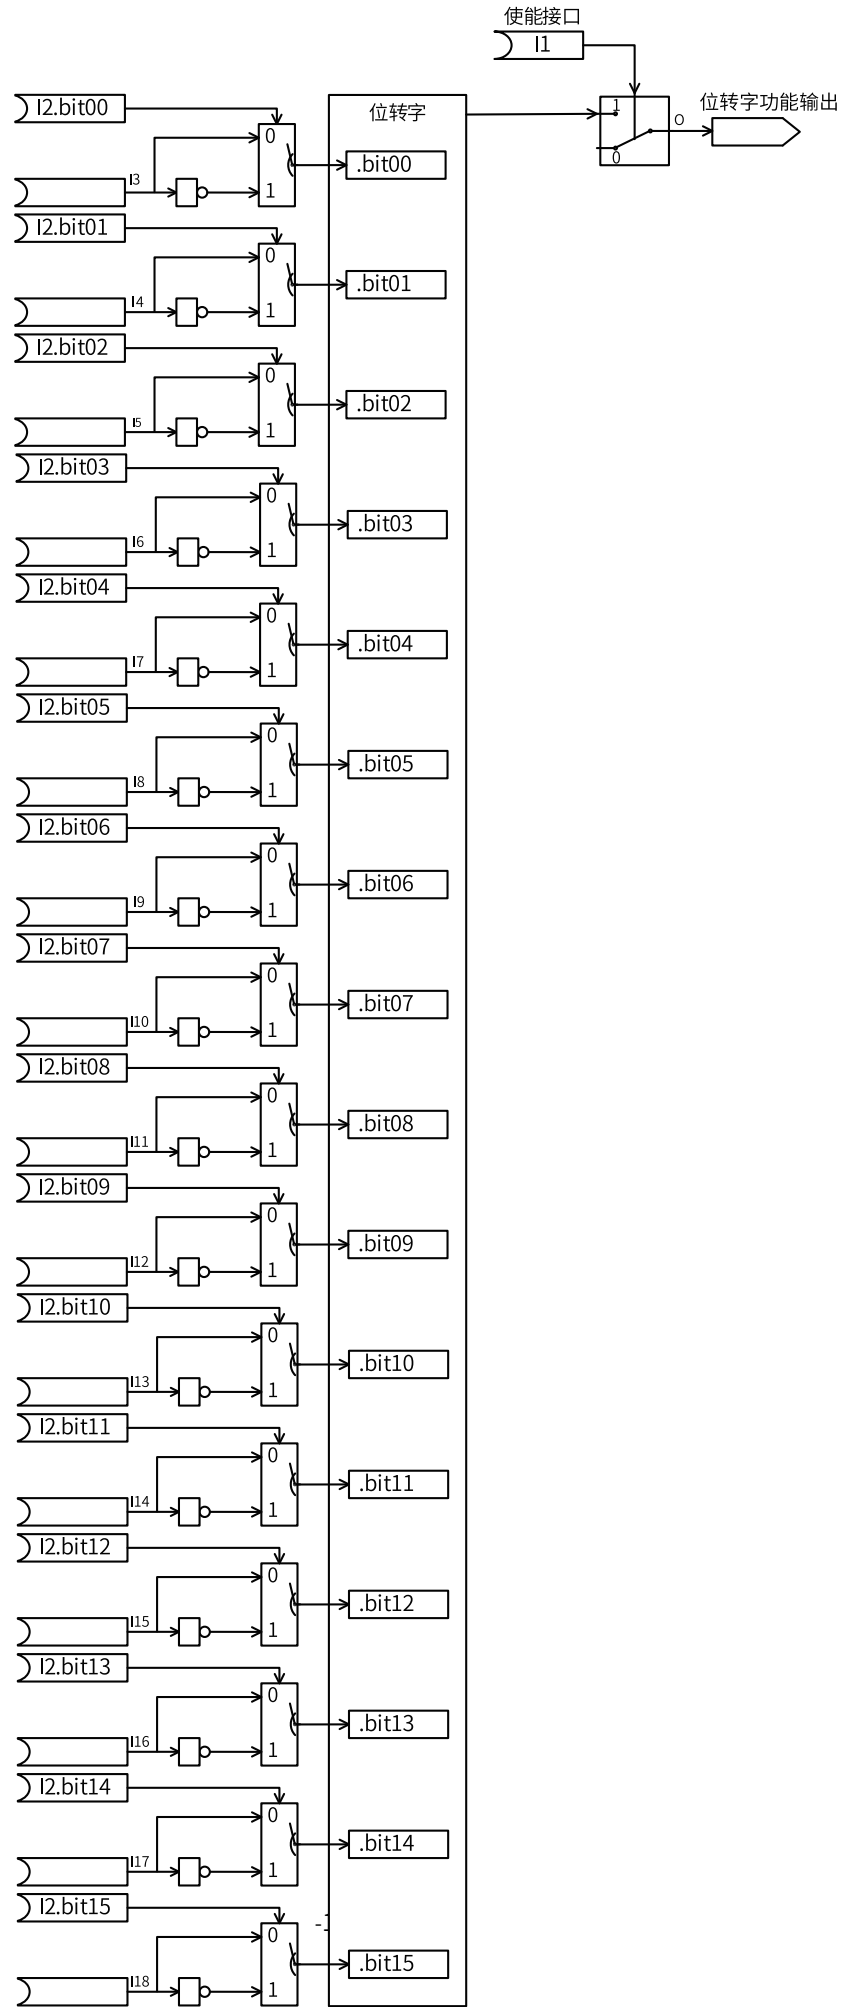 使能接口
I1
位转字功能输出
位转字
1
0
O
I2.bit00
0
I3
1
.bit00
I2.bit01
0
I4
1
.bit01
I2.bit02
0
I5
1
.bit02
I2.bit03
0
I6
1
.bit03
I2.bit04
0
I7
1
.bit04
I2.bit05
0
I8
1
.bit05
I2.bit06
0
I9
1
.bit06
I2.bit07
0
I10
1
.bit07
I2.bit08
0
I11
1
.bit08
I2.bit09
0
I12
1
.bit09
I2.bit10
0
I13
1
.bit10
I2.bit11
0
I14
1
.bit11
I2.bit12
0
I15
1
.bit12
I2.bit13
0
I16
1
.bit13
I2.bit14
0
I17
1
.bit14
I2.bit15
0
I18
1
.bit15